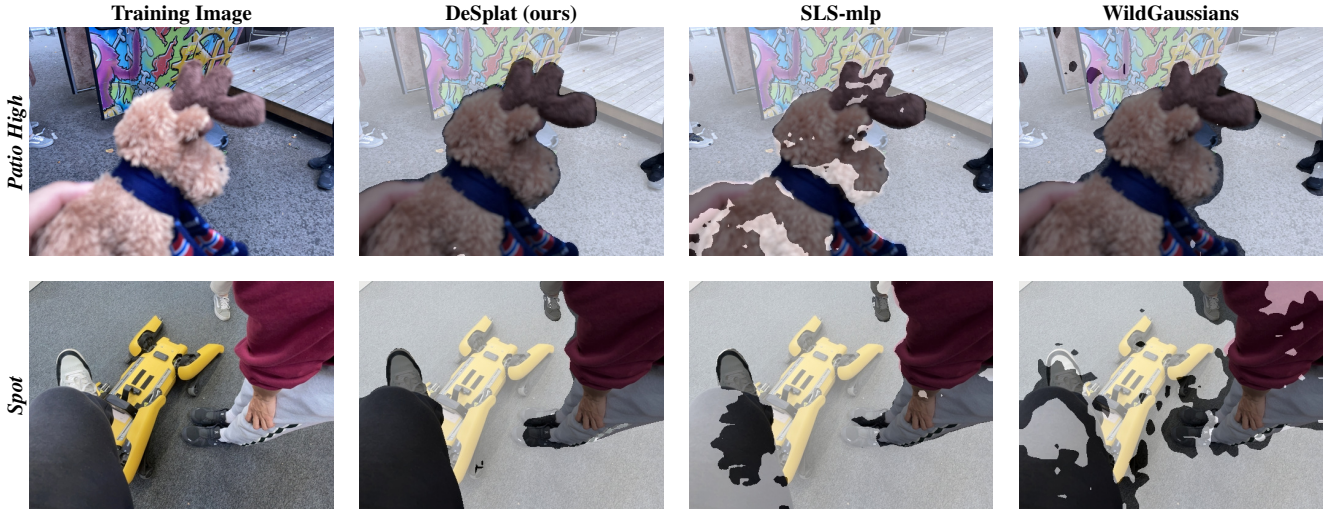 Training Image DeSplat (ours) SLS-mlp WildGaussians
Patio High
Spot